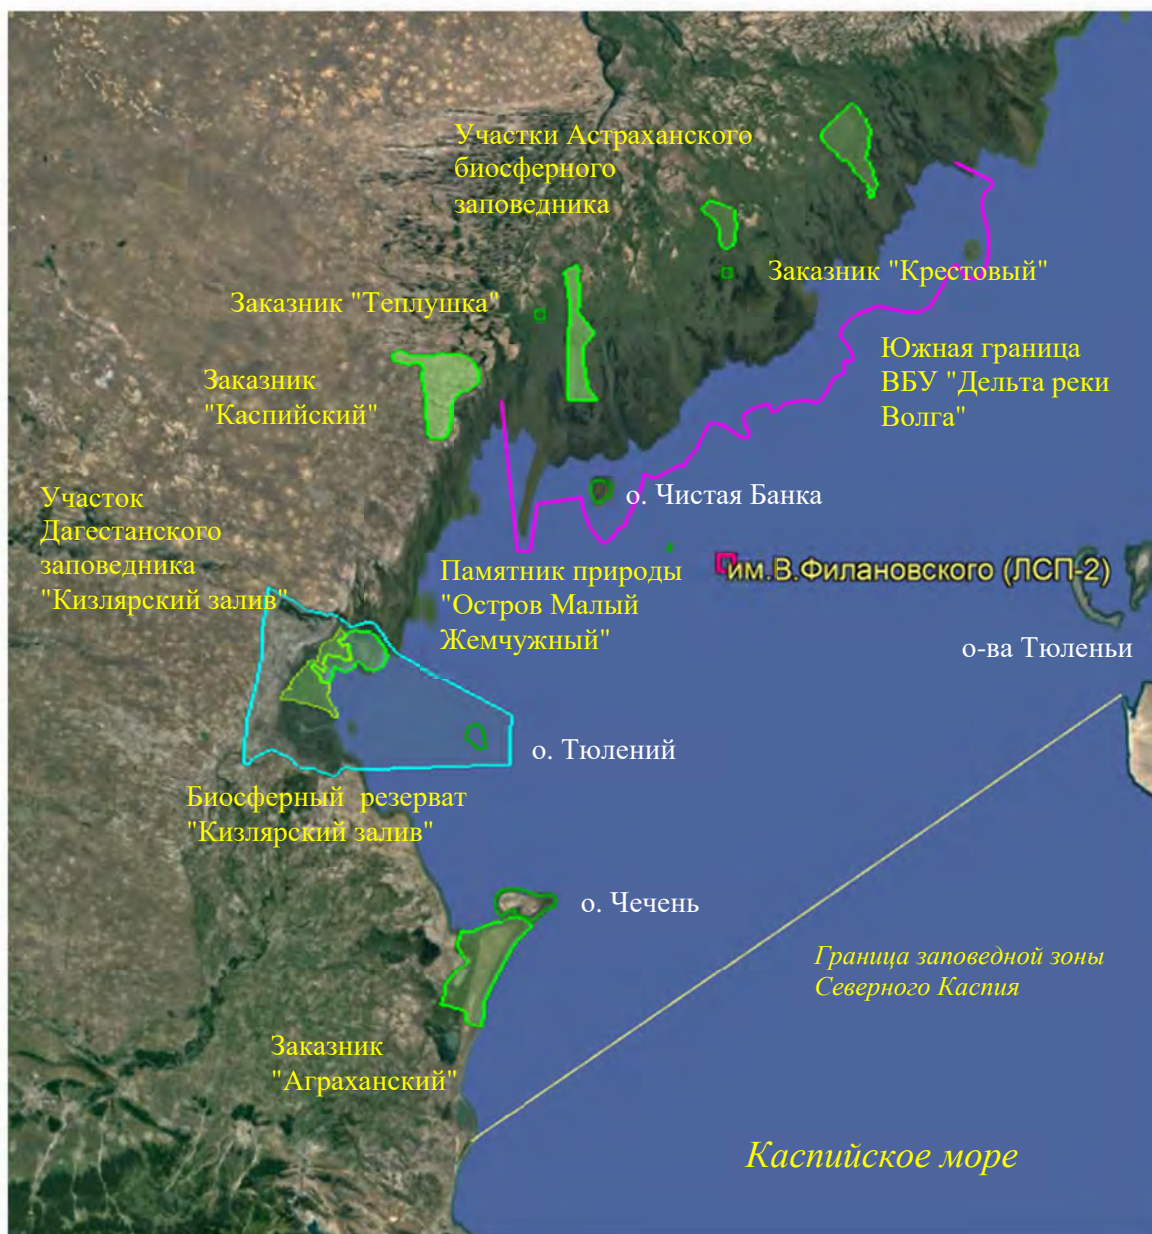 Участки Астраханского
биосферного
заповедника
Заказник "Крестовый"
Заказник "Теплушка"
Южная граница
ВБУ "Дельта реки
Волга"
Заказник
"Каспийский"
о. Чистая Банка
Участок
Дагестанского
заповедника
"Кизлярский залив"
Памятник природы
"Остров Малый
Жемчужный"
им.В.Филановского (ЛСП-2)
о-ва Тюленьи
о. Тюлений
Биосферный резерват
"Кизлярский залив"
о. Чечень
Граница заповедной зоны
Северного Каспия
Заказник
"Аграханский"
Каспийское море